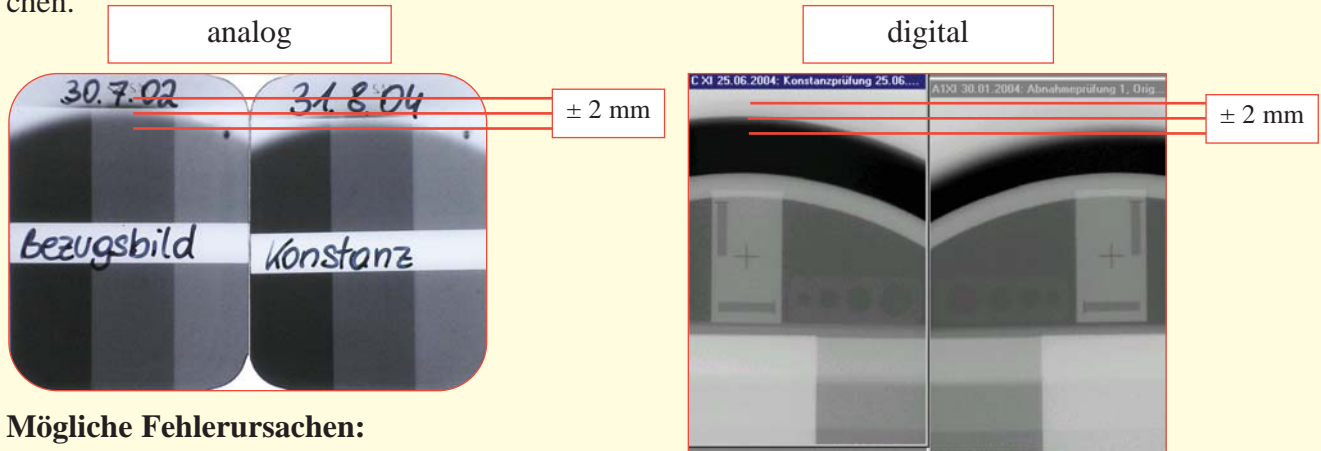 chen.
analog
digital
30.7.02
31.8.04
± 2 mm
C XI 25.06.2004: Konstanzprüfung 25.06....
A1XI 30.01.2004: Abnahmeprüfung 1, Orig...
± 2 mm
Bezugsbild
Konstanz
Mögliche Fehlerursachen: